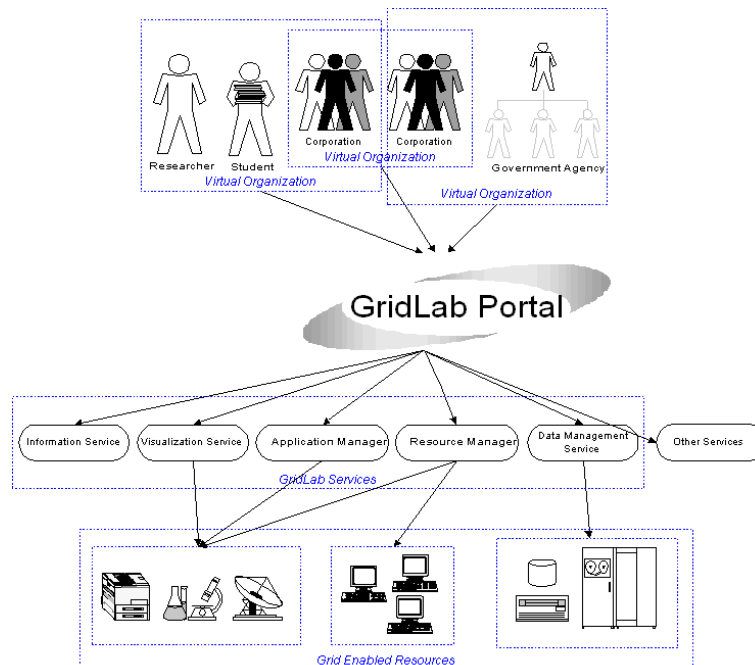 Researcher
Student
Corporation
Corporation
Virtual Organization
Government Agency
Virtual Organization
Virtual Organization
GridLab Portal
Information Service
Visualization Service
Application Manager
Resource Manager
Data Management
Service
Other Services
GridLab Services
Grid Enabled Resources